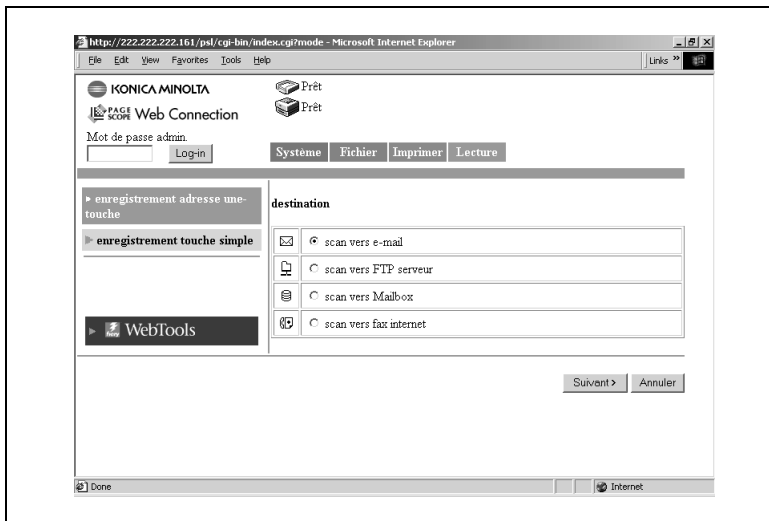 http://222.222.222.161/psl/cgi-bin/index.cgi?mode - Microsoft Internet Explorer
File Edit View Favorites Tools Help
Links »
KONICA MINOLTA
Prêt
PAGE SCOPE Web Connection
Prêt
Mot de passe admin.
Log-in
Système Fichier Imprimer Lecture
enregistrement adresse une-touche
destination
enregistrement touche simple
scan vers e-mail
scan vers FTP serveur
scan vers Mailbox
scan vers fax internet
WebTools
Suivant >
Annuler
Done
Internet